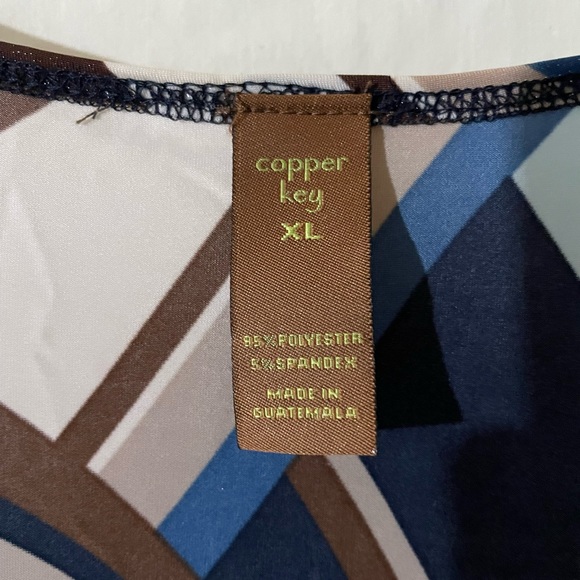 copper
key
XL
95%POLYESTER
5%SPANDEX
MADE IN
GUATEMALA